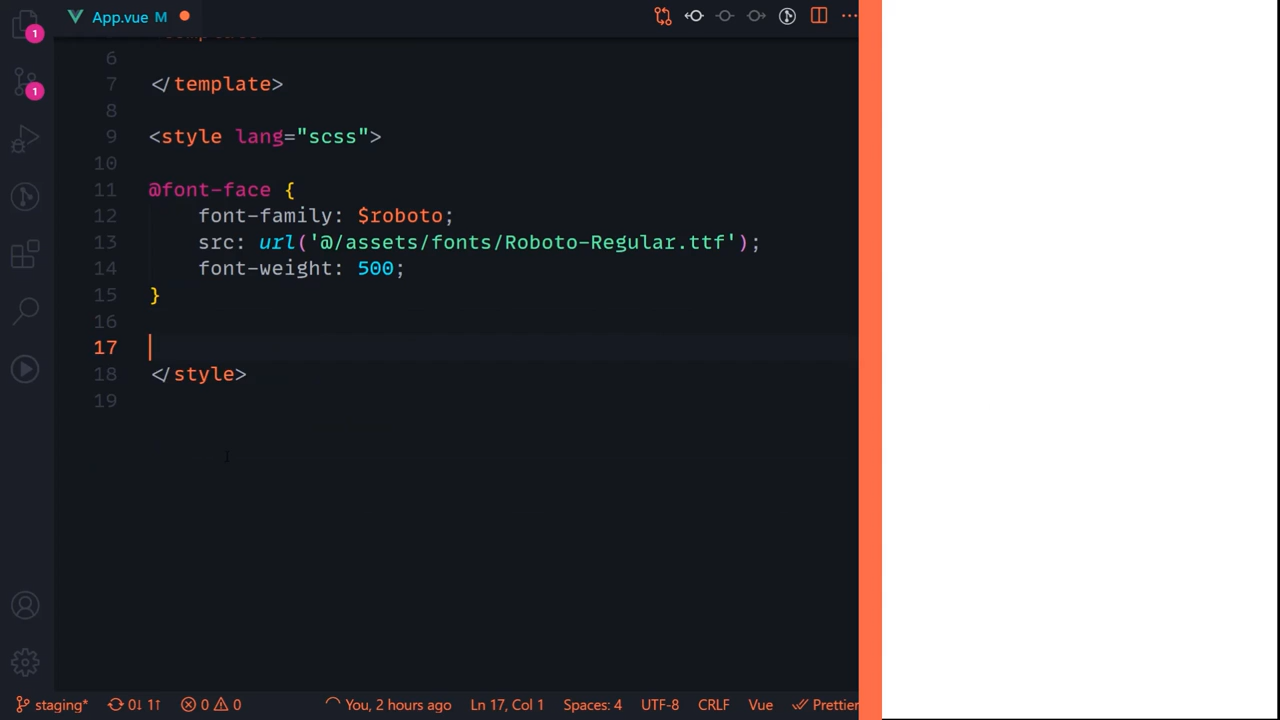 App.vue M
1
1
6
7 </template>
8
9 <style lang="scss">
10
11 @font-face {
12 font-family: $roboto;
13 src: url('@/assets/fonts/Roboto-Regular.ttf');
14 font-weight: 500;
15 }
16
17
18 </style>
19
staging* 0↓ 1↑ 0 0 You, 2 hours ago Ln 17, Col 1 Spaces: 4 UTF-8 CRLF Vue Prettier